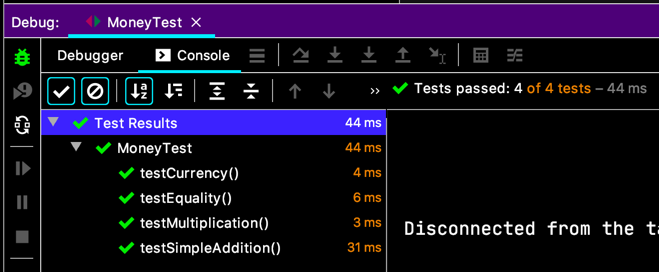 Debug: MoneyTest
Debugger Console
Tests passed: 4 of 4 tests – 44 ms
Test Results 44 ms
MoneyTest 44 ms
testCurrency() 4 ms
testEquality() 6 ms
testMultiplication() 3 ms
testSimpleAddition() 31 ms
Disconnected from the